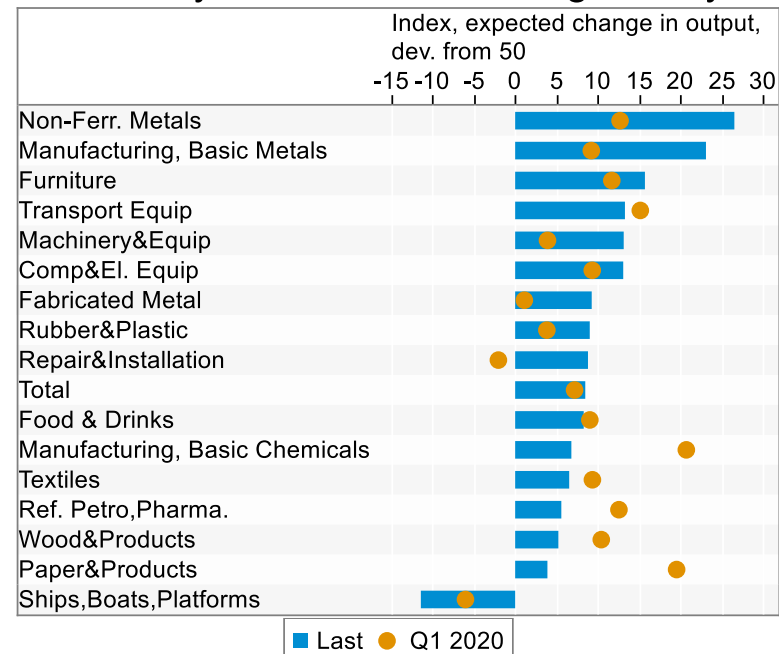 Index, expected change in output,
dev. from 50
-15 -10 -5 0 5 10 15 20 25 30
Non-Ferr. Metals
Manufacturing, Basic Metals
Furniture
Transport Equip
Machinery&Equip
Comp&El. Equip
Fabricated Metal
Rubber&Plastic
Repair&Installation
Total
Food & Drinks
Manufacturing, Basic Chemicals
Textiles
Ref. Petro,Pharma.
Wood&Products
Paper&Products
Ships,Boats,Platforms
Last Q1 2020